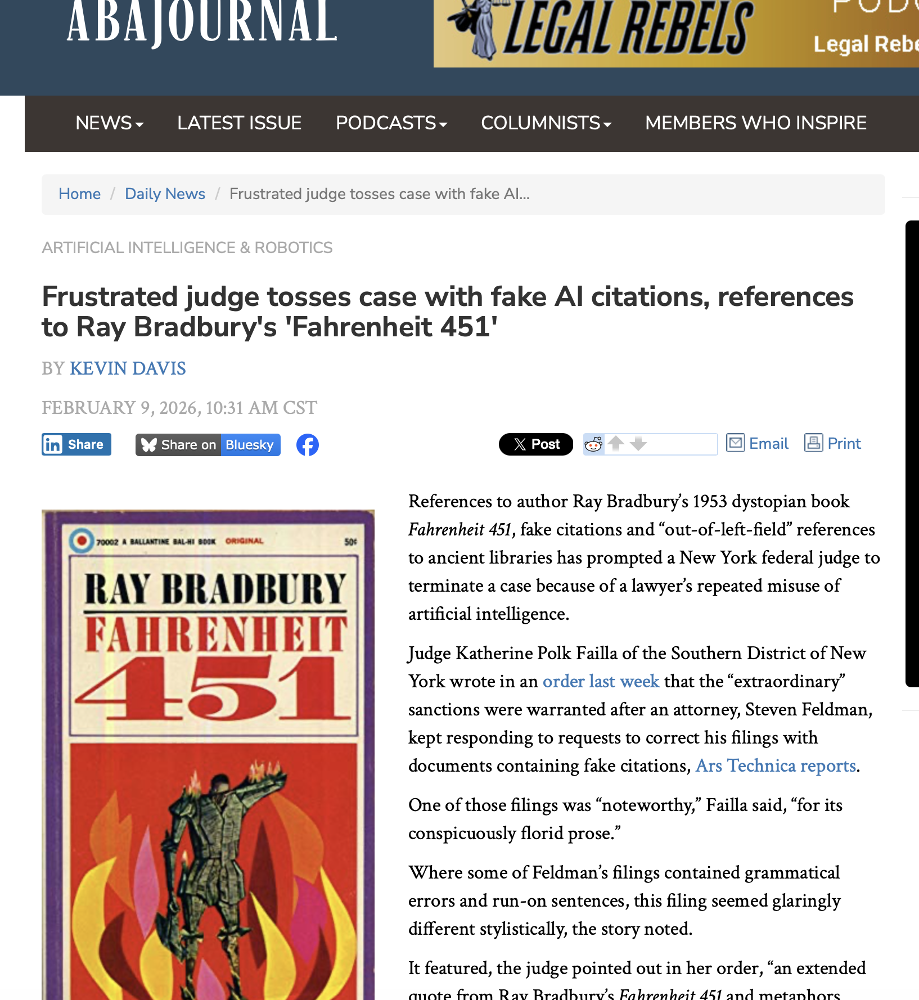 ABAJOURNAL
LEGAL REBELS
Legal
NEWS
LATEST ISSUE
PODCASTS
COLUMNISTS
MEMBERS WHO INSPIRE
Home / Daily News / Frustrated judge tosses case with fake AI...
ARTIFICIAL INTELLIGENCE & ROBOTICS
Frustrated judge tosses case with fake AI citations, references
to Ray Bradbury's 'Fahrenheit 451'
BY KEVIN DAVIS
FEBRUARY 9, 2026, 10:31 AM CST
in Share
Share on Bluesky
X Post
Email
Print
70002 A BALLANTINE BAL-HI BOOK ORIGINAL 50¢
RAY BRADBURY
FAHRENHEIT
451
References to author Ray Bradbury’s 1953 dystopian book
Fahrenheit 451, fake citations and “out-of-left-field” references
to ancient libraries has prompted a New York federal judge to
terminate a case because of a lawyer’s repeated misuse of
artificial intelligence.
Judge Katherine Polk Failla of the Southern District of New
York wrote in an order last week that the “extraordinary”
sanctions were warranted after an attorney, Steven Feldman,
kept responding to requests to correct his filings with
documents containing fake citations, Ars Technica reports.
One of those filings was “noteworthy,” Failla said, “for its
conspicuously florid prose.”
Where some of Feldman’s filings contained grammatical
errors and run-on sentences, this filing seemed glaringly
different stylistically, the story noted.
It featured, the judge pointed out in her order, “an extended
quote from Ray Bradbury’s Fahrenheit 451 and metaphors